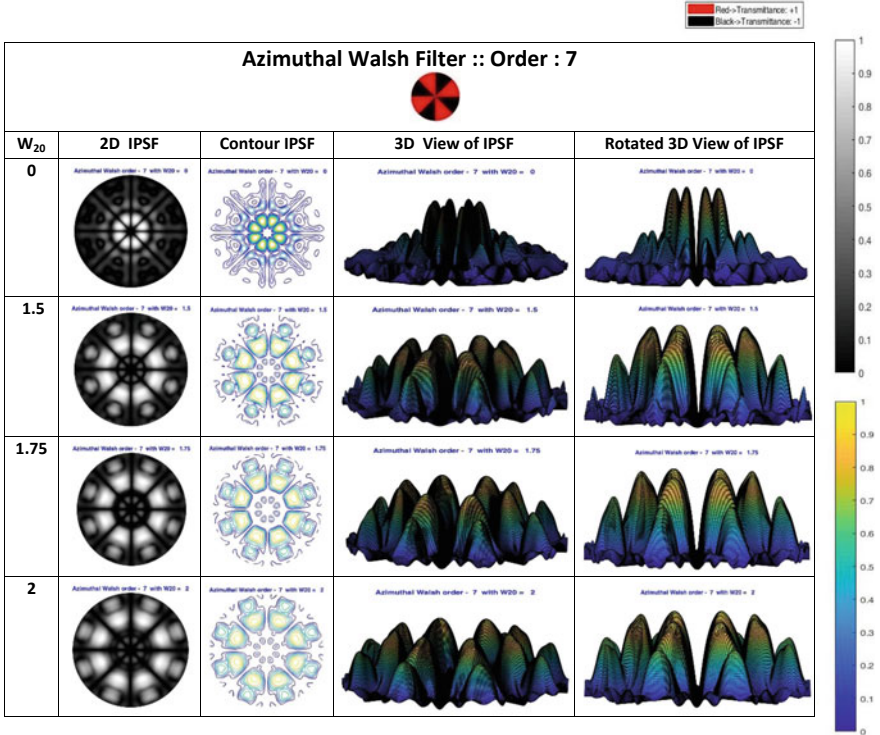 Red->Transmittance: +1
Black->Transmittance: -1
Azimuthal Walsh Filter :: Order : 7
W20 2D IPSF Contour IPSF 3D View of IPSF Rotated 3D View of IPSF
0
Azimuthal Walsh order - 7 with W20 = 0
Azimuthal Walsh order - 7 with W20 = 0
Azimuthal Walsh order - 7 with W20 = 0
Azimuthal Walsh order - 7 with W20 = 0
1.5
Azimuthal Walsh order - 7 with W20 = 1.5
Azimuthal Walsh order - 7 with W20 = 1.5
Azimuthal Walsh order - 7 with W20 = 1.5
Azimuthal Walsh order - 7 with W20 = 1.5
1.75
Azimuthal Walsh order - 7 with W20 = 1.75
Azimuthal Walsh order - 7 with W20 = 1.75
Azimuthal Walsh order - 7 with W20 = 1.75
Azimuthal Walsh order - 7 with W20 = 1.75
2
Azimuthal Walsh order - 7 with W20 = 2
Azimuthal Walsh order - 7 with W20 = 2
Azimuthal Walsh order - 7 with W20 = 2
Azimuthal Walsh order - 7 with W20 = 2
1
0.9
0.8
0.7
0.6
0.5
0.4
0.3
0.2
0.1
0
1
0.9
0.8
0.7
0.6
0.5
0.4
0.3
0.2
0.1
0